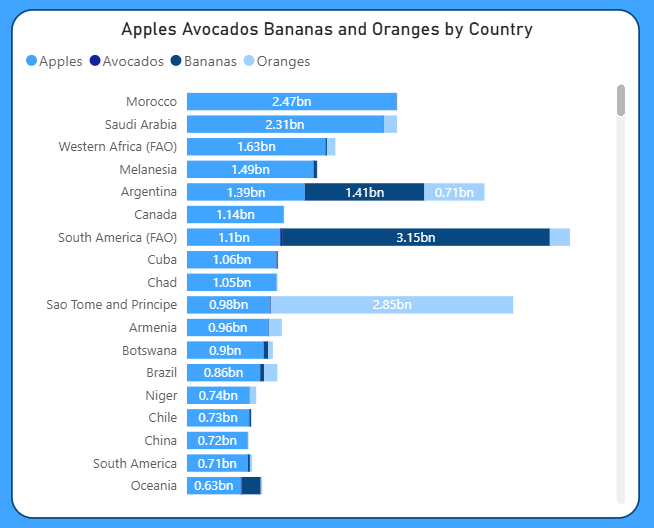 Apples Avocados Bananas and Oranges by Country
Apples Avocados Bananas Oranges
Morocco 2.47bn
Saudi Arabia 2.31bn
Western Africa (FAO) 1.63bn
Melanesia 1.49bn
Argentina 1.39bn 1.41bn 0.71bn
Canada 1.14bn
South America (FAO) 1.1bn 3.15bn
Cuba 1.06bn
Chad 1.05bn
Sao Tome and Principe 0.98bn 2.85bn
Armenia 0.96bn
Botswana 0.9bn
Brazil 0.86bn
Niger 0.74bn
Chile 0.73bn
China 0.72bn
South America 0.71bn
Oceania 0.63bn